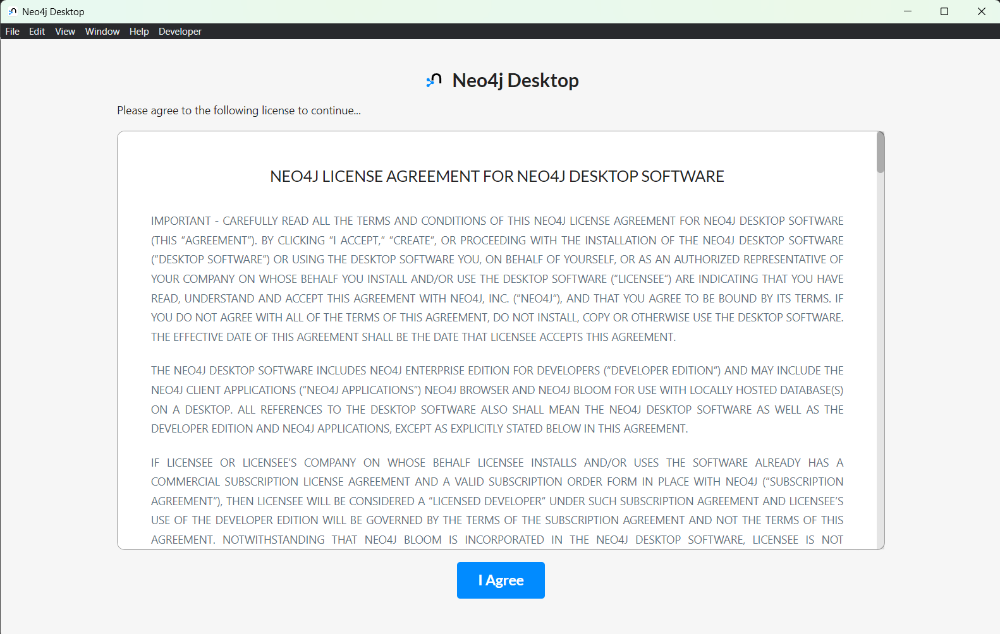 Neo4j Desktop
File Edit View Window Help Developer
Neo4j Desktop
Please agree to the following license to continue...
NEO4J LICENSE AGREEMENT FOR NEO4J DESKTOP SOFTWARE
IMPORTANT - CAREFULLY READ ALL THE TERMS AND CONDITIONS OF THIS NEO4J LICENSE AGREEMENT FOR NEO4J DESKTOP SOFTWARE
(THIS “AGREEMENT“). BY CLICKING “I ACCEPT,“ “CREATE“, OR PROCEEDING WITH THE INSTALLATION OF THE NEO4J DESKTOP SOFTWARE
(“DESKTOP SOFTWARE“) OR USING THE DESKTOP SOFTWARE YOU, ON BEHALF OF YOURSELF, OR AS AN AUTHORIZED REPRESENTATIVE OF
YOUR COMPANY ON WHOSE BEHALF YOU INSTALL AND/OR USE THE DESKTOP SOFTWARE (“LICENSEE“) ARE INDICATING THAT YOU HAVE
READ, UNDERSTAND AND ACCEPT THIS AGREEMENT WITH NEO4J, INC. (“NEO4J“), AND THAT YOU AGREE TO BE BOUND BY ITS TERMS. IF
YOU DO NOT AGREE WITH ALL OF THE TERMS OF THIS AGREEMENT, DO NOT INSTALL, COPY OR OTHERWISE USE THE DESKTOP SOFTWARE.
THE EFFECTIVE DATE OF THIS AGREEMENT SHALL BE THE DATE THAT LICENSEE ACCEPTS THIS AGREEMENT.
THE NEO4J DESKTOP SOFTWARE INCLUDES NEO4J ENTERPRISE EDITION FOR DEVELOPERS (“DEVELOPER EDITION“) AND MAY INCLUDE THE
NEO4J CLIENT APPLICATIONS (“NEO4J APPLICATIONS”) NEO4J BROWSER AND NEO4J BLOOM FOR USE WITH LOCALLY HOSTED DATABASE(S)
ON A DESKTOP. ALL REFERENCES TO THE DESKTOP SOFTWARE ALSO SHALL MEAN THE NEO4J DESKTOP SOFTWARE AS WELL AS THE
DEVELOPER EDITION AND NEO4J APPLICATIONS, EXCEPT AS EXPLICITLY STATED BELOW IN THIS AGREEMENT.
IF LICENSEE OR LICENSEE’S COMPANY ON WHOSE BEHALF LICENSEE INSTALLS AND/OR USES THE SOFTWARE ALREADY HAS A
COMMERCIAL SUBSCRIPTION LICENSE AGREEMENT AND A VALID SUBSCRIPTION ORDER FORM IN PLACE WITH NEO4J (“SUBSCRIPTION
AGREEMENT“), THEN LICENSEE WILL BE CONSIDERED A “LICENSED DEVELOPER” UNDER SUCH SUBSCRIPTION AGREEMENT AND LICENSEE’S
USE OF THE DEVELOPER EDITION WILL BE GOVERNED BY THE TERMS OF THE SUBSCRIPTION AGREEMENT AND NOT THE TERMS OF THIS
AGREEMENT. NOTWITHSTANDING THAT NEO4J BLOOM IS INCORPORATED IN THE NEO4J DESKTOP SOFTWARE, LICENSEE IS NOT
I Agree